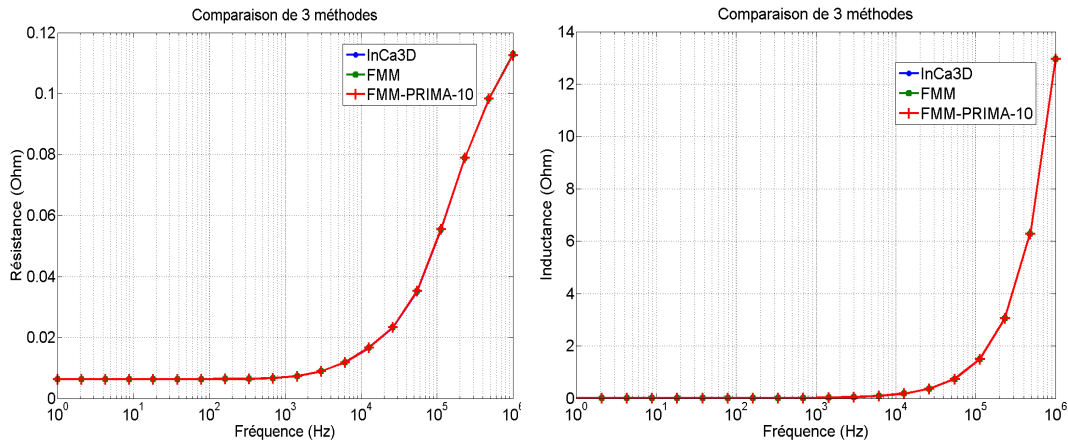 Comparaison de 3 méthodes
0.12
0.1
0.08
0.06
0.04
0.02
0
Résistance (Ohm)
InCa3D
FMM
FMM-PRIMA-10
10^0
10^1
10^2
10^3
10^4
10^5
10^6
Fréquence (Hz)
Comparaison de 3 méthodes
14
12
10
8
6
4
2
0
Inductance (Ohm)
InCa3D
FMM
FMM-PRIMA-10
10^0
10^1
10^2
10^3
10^4
10^5
10^6
Fréquence (Hz)